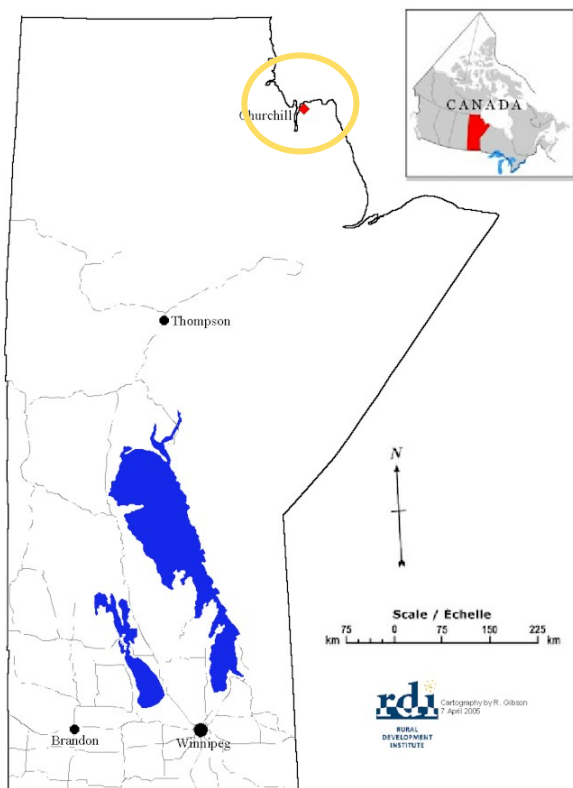 CANADA
Churchill
Thompson
N
Scale / Échelle
75 0 75 150 225
km km
rdi
Cartography by R. Gibson
7 April 2005
RURAL
DEVELOPMENT
INSTITUTE
Brandon
Winnipeg